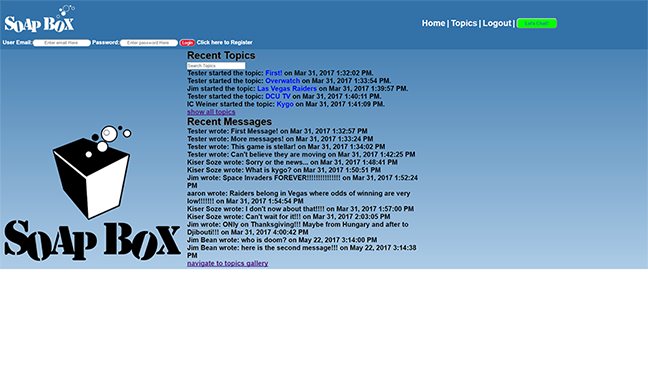 SOAP BOX
Home | Topics | Logout | Let's Chat!
User Email: Enter email Here Password: Enter password Here Login Click here to Register
Recent Topics
Search Topics
Tester started the topic: First! on Mar 31, 2017 1:32:02 PM.
Tester started the topic: Overwatch on Mar 31, 2017 1:33:54 PM.
Jim started the topic: Las Vegas Raiders on Mar 31, 2017 1:39:57 PM.
Tester started the topic: DCU TV on Mar 31, 2017 1:40:11 PM.
IC Weiner started the topic: Kygo on Mar 31, 2017 1:41:09 PM.
show all topics
Recent Messages
Tester wrote: First Message! on Mar 31, 2017 1:32:57 PM
Tester wrote: More messages! on Mar 31, 2017 1:33:24 PM
Tester wrote: This game is stellar! on Mar 31, 2017 1:34:02 PM
Tester wrote: Can't believe they are moving on Mar 31, 2017 1:42:25 PM
Kiser Soze wrote: Sorry or the news... on Mar 31, 2017 1:48:41 PM
Kiser Soze wrote: What is kygo? on Mar 31, 2017 1:50:51 PM
Jim wrote: Space Invaders FOREVER!!!!!!!!!!!!!!! on Mar 31, 2017 1:52:24
PM
aaron wrote: Raiders belong in Vegas where odds of winning are very
low!!!!!!! on Mar 31, 2017 1:54:54 PM
Kiser Soze wrote: I don't now about that!!!! on Mar 31, 2017 1:57:00 PM
Kiser Soze wrote: Can't wait for it!!! on Mar 31, 2017 2:03:05 PM
Jim wrote: ONly on Thanksgiving!!! Maybe from Hungary and after to
Djibouti!!! on Mar 31, 2017 4:00:42 PM
Jim Bean wrote: who is doom? on May 22, 2017 3:14:00 PM
Jim Bean wrote: here is the second message!!! on May 22, 2017 3:14:38
PM
navigate to topics gallery
SOAP BOX